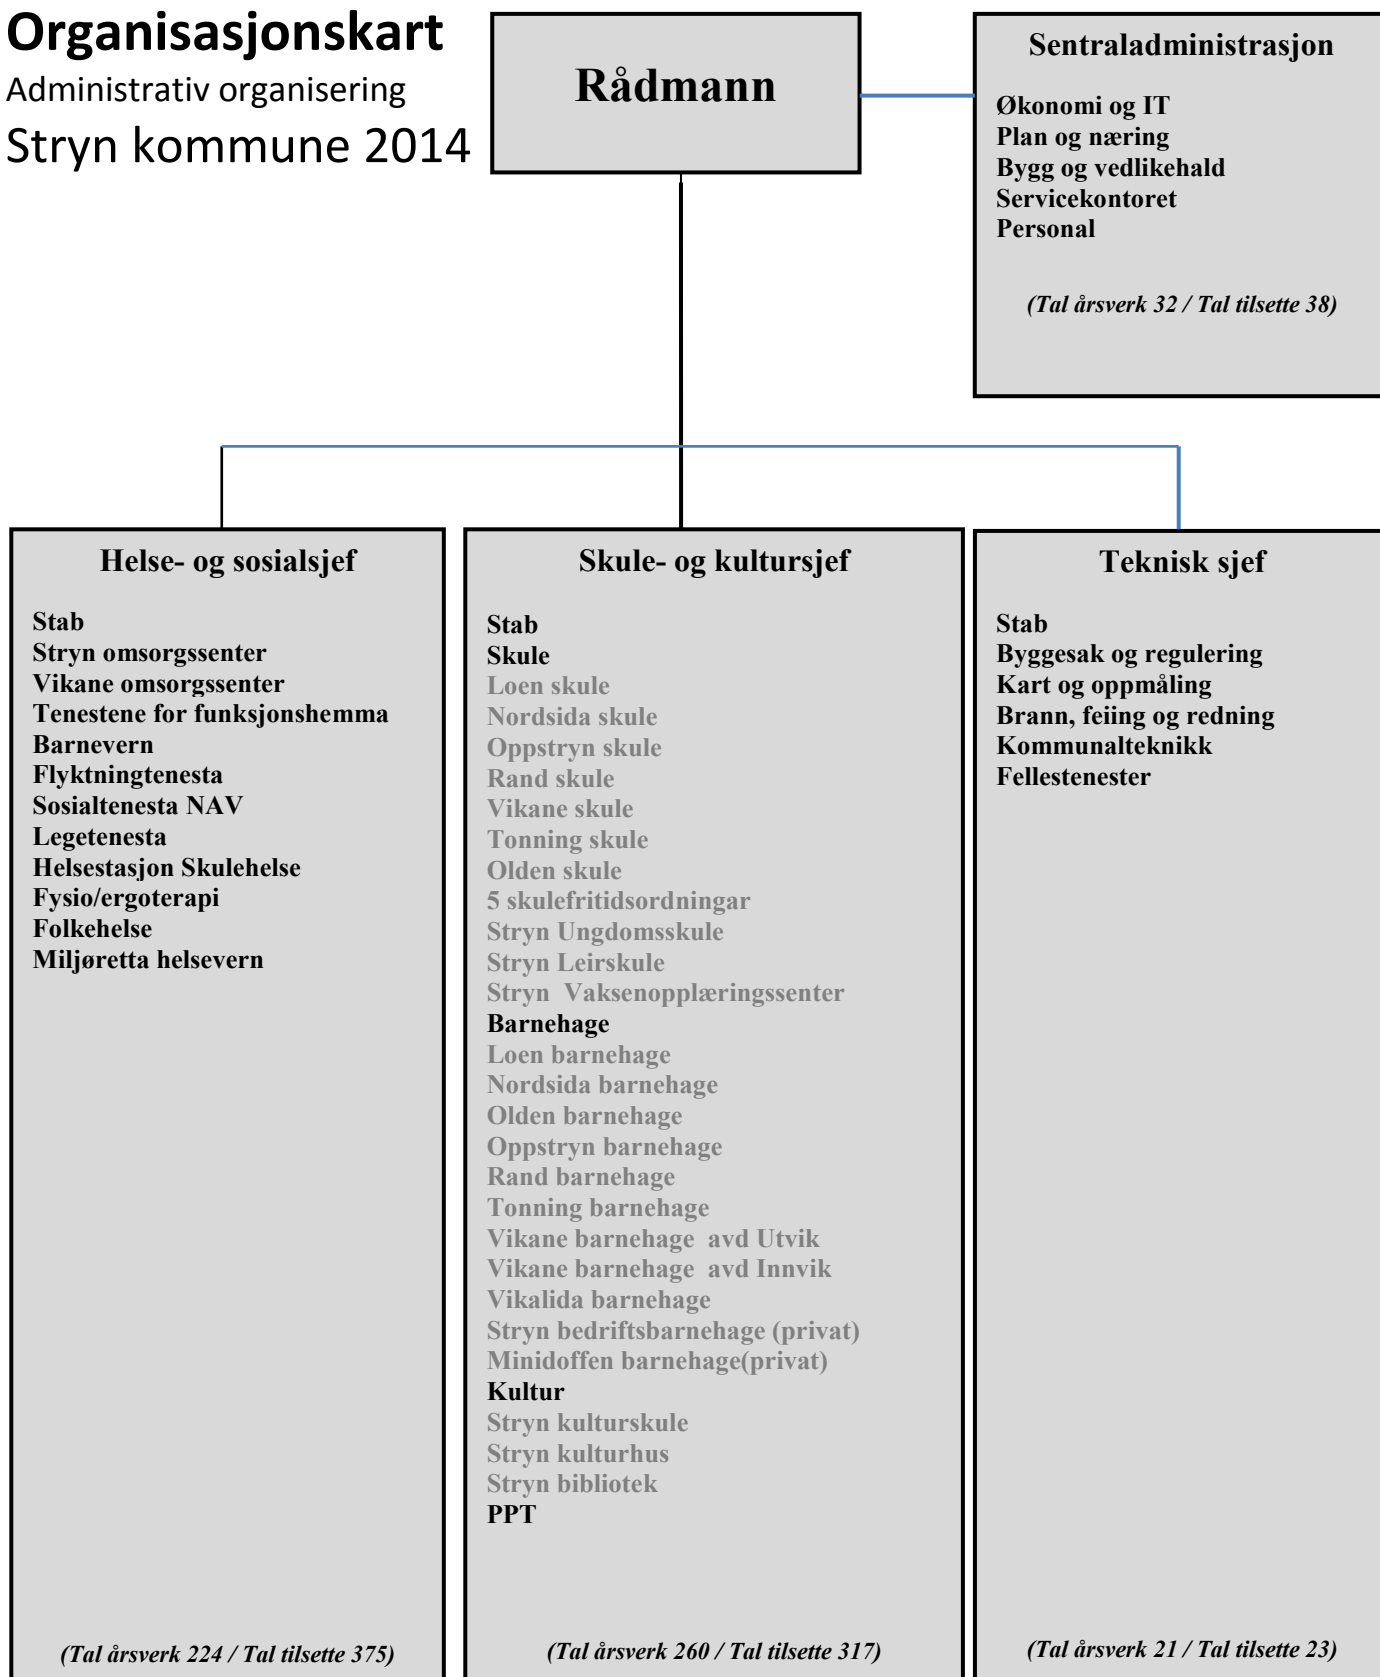 Organisasjonskart
Administrativ organisering
Stryn kommune 2014
Rådmann
Sentraladministrasjon
Økonomi og IT
Plan og næring
Bygg og vedlikehald
Servicekontoret
Personal
(Tal årsverk 32 / Tal tilsette 38)
Helse- og sosialsjef
Stab
Stryn omsorgssenter
Vikane omsorgssenter
Tenestene for funksjonshemma
Barnevern
Flyktningtenesta
Sosialtenesta NAV
Legetenesta
Helsestasjon Skulehelse
Fysio/ergoterapi
Folkehelse
Miljøretta helsevern
(Tal årsverk 224 / Tal tilsette 375)
Skule- og kultursjef
Stab
Skule
Loen skule
Nordsida skule
Oppstryn skule
Rand skule
Vikane skule
Tonning skule
Olden skule
5 skulefritidsordningar
Stryn Ungdomsskule
Stryn Leirskule
Stryn  Vaksenopplæringssenter
Barnehage
Loen barnehage
Nordsida barnehage
Olden barnehage
Oppstryn barnehage
Rand barnehage
Tonning barnehage
Vikane barnehage  avd Utvik
Vikane barnehage  avd Innvik
Vikalida barnehage
Stryn bedriftsbarnehage (privat)
Minidoffen barnehage(privat)
Kultur
Stryn kulturskule
Stryn kulturhus
Stryn bibliotek
PPT
(Tal årsverk 260 / Tal tilsette 317)
Teknisk sjef
Stab
Byggesak og regulering
Kart og oppmåling
Brann, feiing og redning
Kommunalteknikk
Fellestenester
(Tal årsverk 21 / Tal tilsette 23)